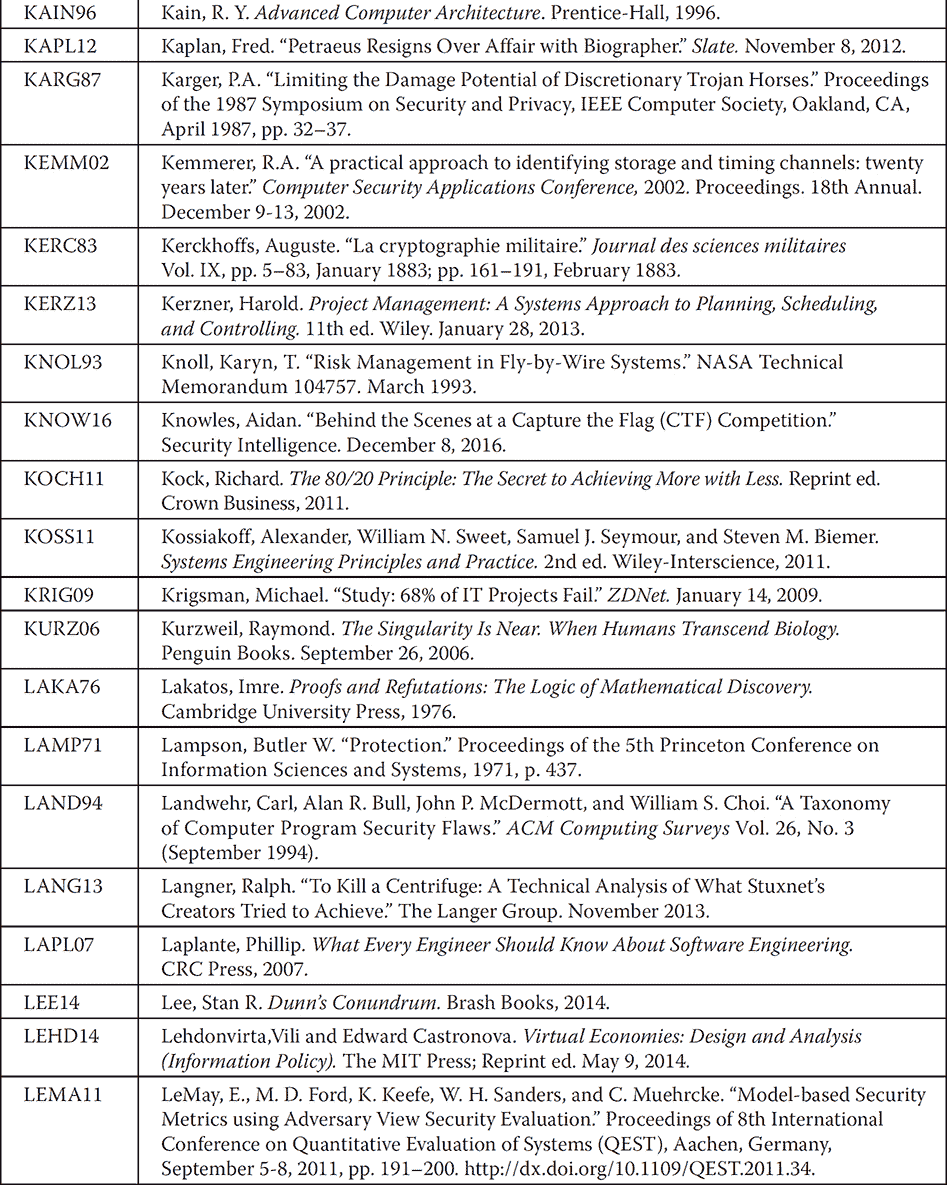 KAIN96 Kain, R. Y. Advanced Computer Architecture. Prentice-Hall, 1996.
KAPL12 Kaplan, Fred. “Petraeus Resigns Over Affair with Biographer.” Slate. November 8, 2012.
KARG87 Karger, P.A. “Limiting the Damage Potential of Discretionary Trojan Horses.” Proceedings
of the 1987 Symposium on Security and Privacy, IEEE Computer Society, Oakland, CA,
April 1987, pp. 32–37.
KEMM02 Kemmerer, R.A. “A practical approach to identifying storage and timing channels: twenty
years later.” Computer Security Applications Conference, 2002. Proceedings. 18th Annual.
December 9-13, 2002.
KERC83 Kerckhoffs, Auguste. “La cryptographie militaire.” Journal des sciences militaires
Vol. IX, pp. 5–83, January 1883; pp. 161–191, February 1883.
KERZ13 Kerzner, Harold. Project Management: A Systems Approach to Planning, Scheduling,
and Controlling. 11th ed. Wiley. January 28, 2013.
KNOL93 Knoll, Karyn, T. “Risk Management in Fly-by-Wire Systems.” NASA Technical
Memorandum 104757. March 1993.
KNOW16 Knowles, Aidan. “Behind the Scenes at a Capture the Flag (CTF) Competition.”
Security Intelligence. December 8, 2016.
KOCH11 Kock, Richard. The 80/20 Principle: The Secret to Achieving More with Less. Reprint ed.
Crown Business, 2011.
KOSS11 Kossiakoff, Alexander, William N. Sweet, Samuel J. Seymour, and Steven M. Biemer.
Systems Engineering Principles and Practice. 2nd ed. Wiley-Interscience, 2011.
KRIG09 Krigsman, Michael. “Study: 68% of IT Projects Fail.” ZDNet. January 14, 2009.
KURZ06 Kurzweil, Raymond. The Singularity Is Near. When Humans Transcend Biology.
Penguin Books. September 26, 2006.
LAKA76 Lakatos, Imre. Proofs and Refutations: The Logic of Mathematical Discovery.
Cambridge University Press, 1976.
LAMP71 Lampson, Butler W. “Protection.” Proceedings of the 5th Princeton Conference on
Information Sciences and Systems, 1971, p. 437.
LAND94 Landwehr, Carl, Alan R. Bull, John P. McDermott, and William S. Choi. “A Taxonomy
of Computer Program Security Flaws.” ACM Computing Surveys Vol. 26, No. 3
(September 1994).
LANG13 Langner, Ralph. “To Kill a Centrifuge: A Technical Analysis of What Stuxnet’s
Creators Tried to Achieve.” The Langer Group. November 2013.
LAPL07 Laplante, Phillip. What Every Engineer Should Know About Software Engineering.
CRC Press, 2007.
LEE14 Lee, Stan R. Dunn’s Conundrum. Brash Books, 2014.
LEHD14 Lehdonvirta,Vili and Edward Castronova. Virtual Economies: Design and Analysis
(Information Policy). The MIT Press; Reprint ed. May 9, 2014.
LEMA11 LeMay, E., M. D. Ford, K. Keefe, W. H. Sanders, and C. Muehrcke. “Model-based Security
Metrics using Adversary View Security Evaluation.” Proceedings of 8th International
Conference on Quantitative Evaluation of Systems (QEST), Aachen, Germany,
September 5-8, 2011, pp. 191–200. http://dx.doi.org/10.1109/QEST.2011.34.